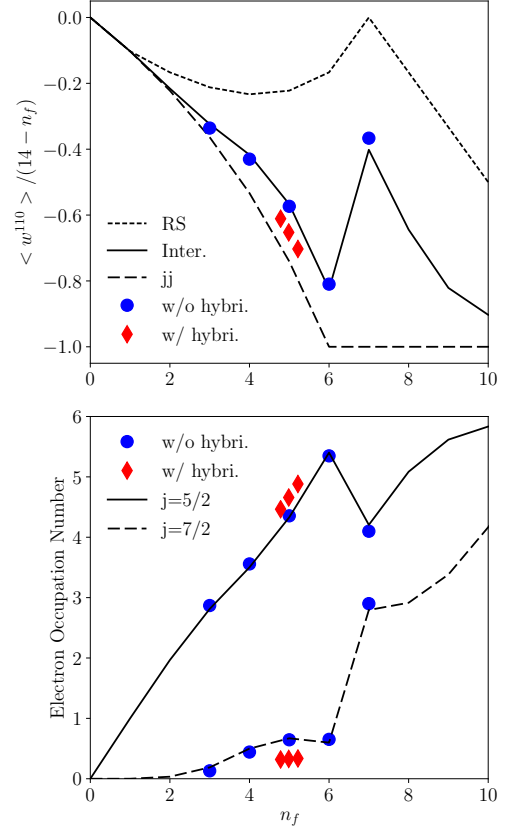 0.0
−0.2
−0.4
−0.6
−0.8
−1.0
< w^{110} > /(14 − n_f)
RS
Inter.
jj
w/o hybri.
w/ hybri.
0 2 4 6 8 10
6
5
4
3
2
1
0
Electron Occupation Number
w/o hybri.
w/ hybri.
j=5/2
j=7/2
0 2 4 6 8 10
n_f